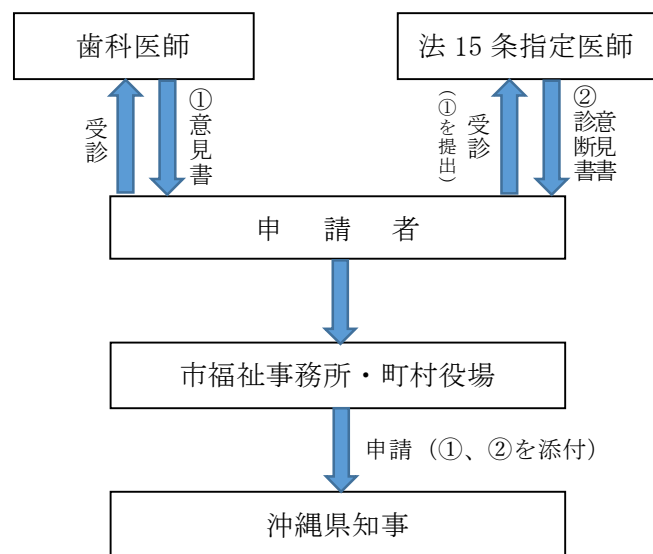 歯科医師
法 15 条指定医師
受診
①意見書
（①を提出）
受診
②
診断書
意見書
申　請　者
市福祉事務所・町村役場
申請（①、②を添付）
沖縄県知事